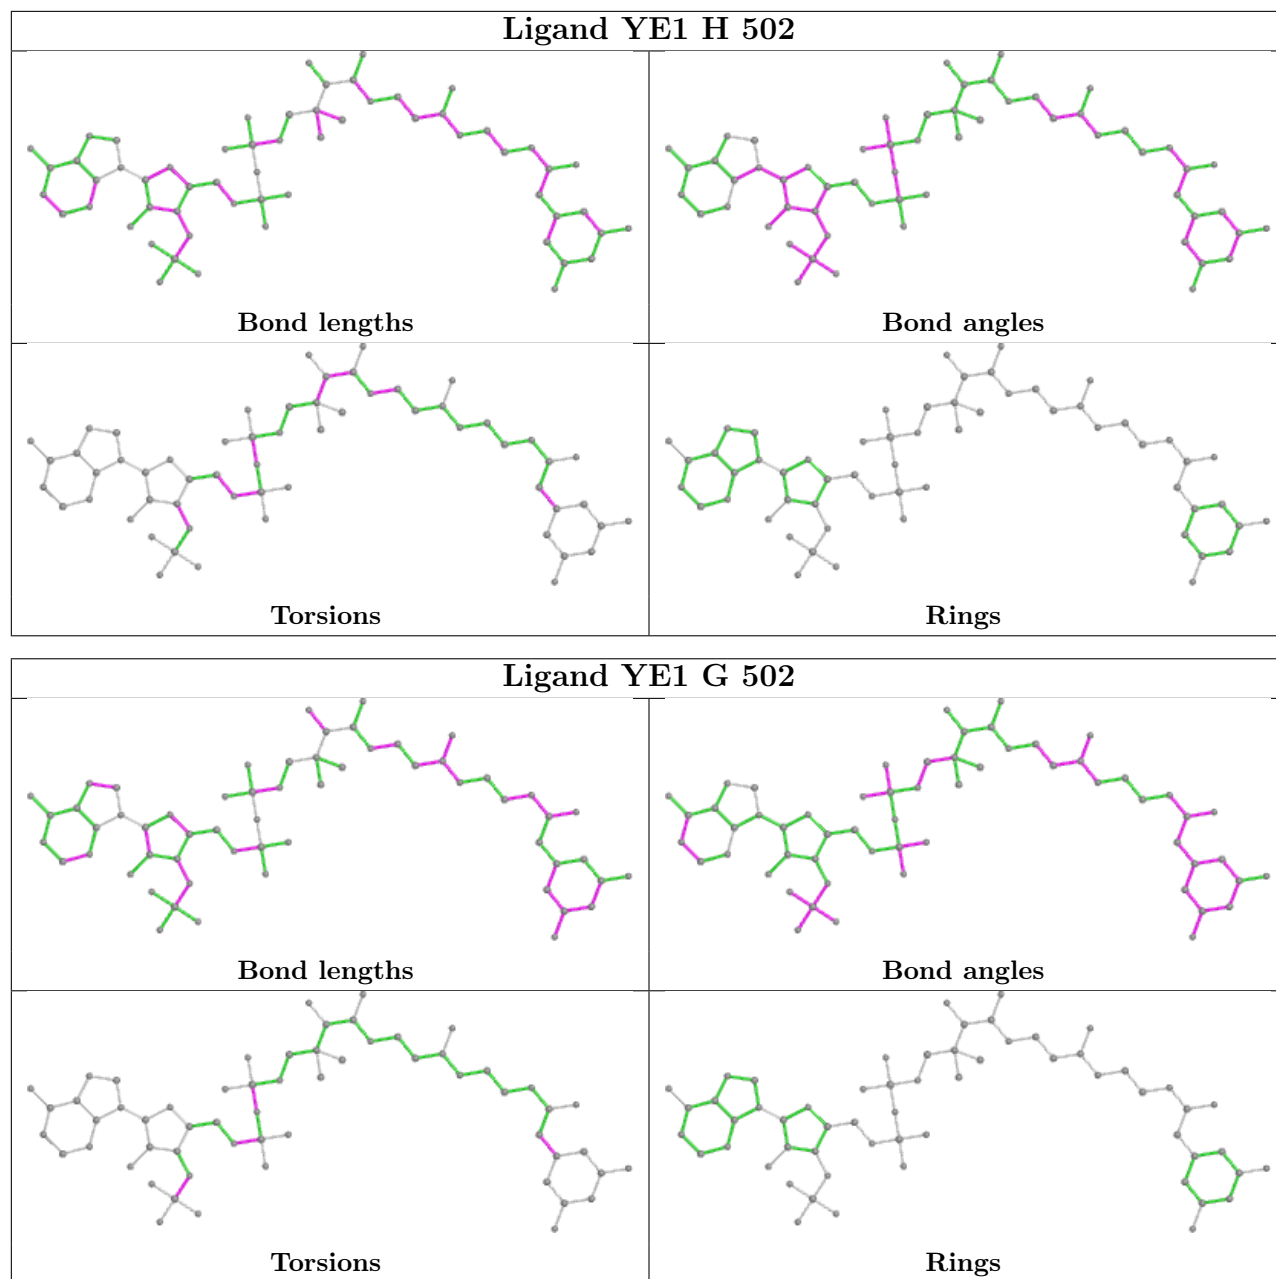 Ligand YE1 H 502
Bond lengths
Bond angles
Torsions
Rings
Ligand YE1 G 502
Bond lengths
Bond angles
Torsions
Rings